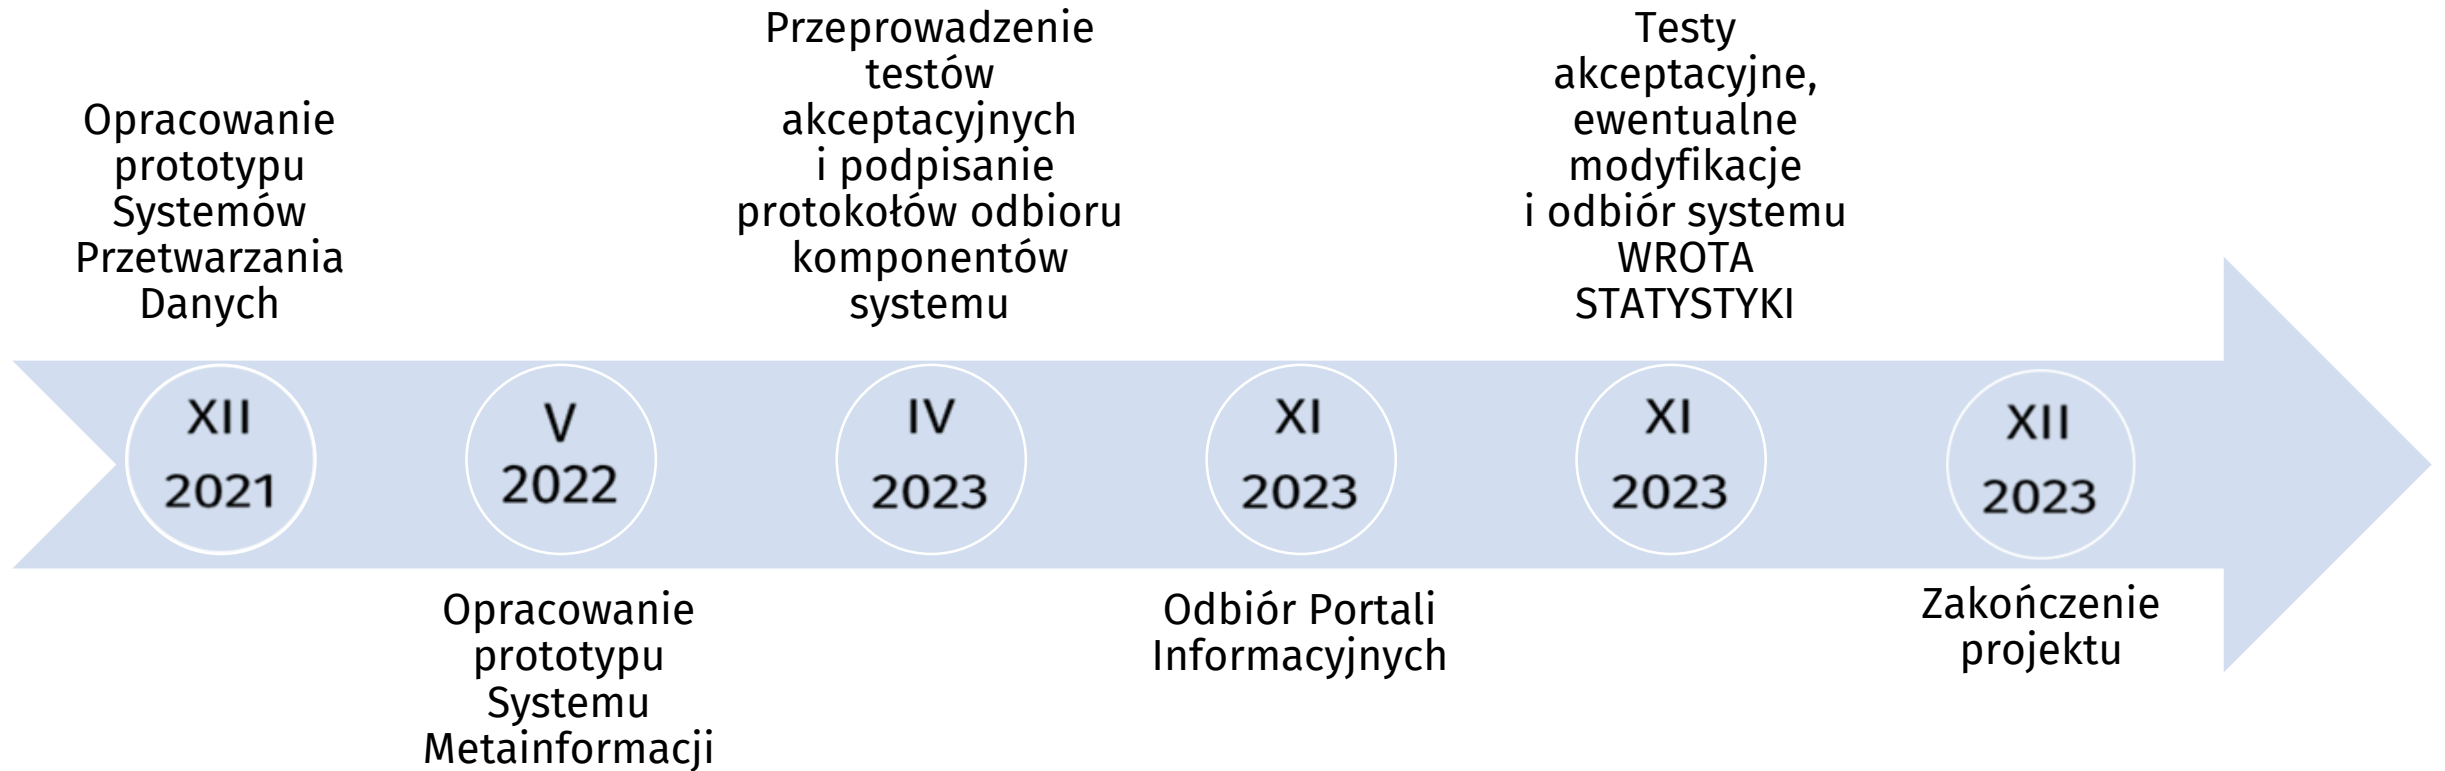 Opracowanie
prototypu
Systemów
Przetwarzania
Danych
XII
2021
V
2022
Opracowanie
prototypu
Systemu
Metainformacji
Przeprowadzenie
testów
akceptacyjnych
i podpisanie
protokołów odbioru
komponentów
systemu
IV
2023
XI
2023
Odbiór Portali
Informacyjnych
Testy
akceptacyjne,
ewentualne
modyfikacje
i odbiór systemu
WROTA
STATYSTYKI
XI
2023
XII
2023
Zakończenie
projektu